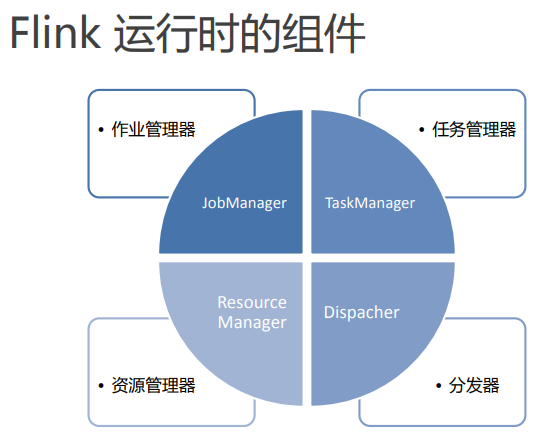 Flink 运行时的组件
• 作业管理器
• 任务管理器
JobManager
TaskManager
Resource
Manager
Dispacher
• 资源管理器
• 分发器